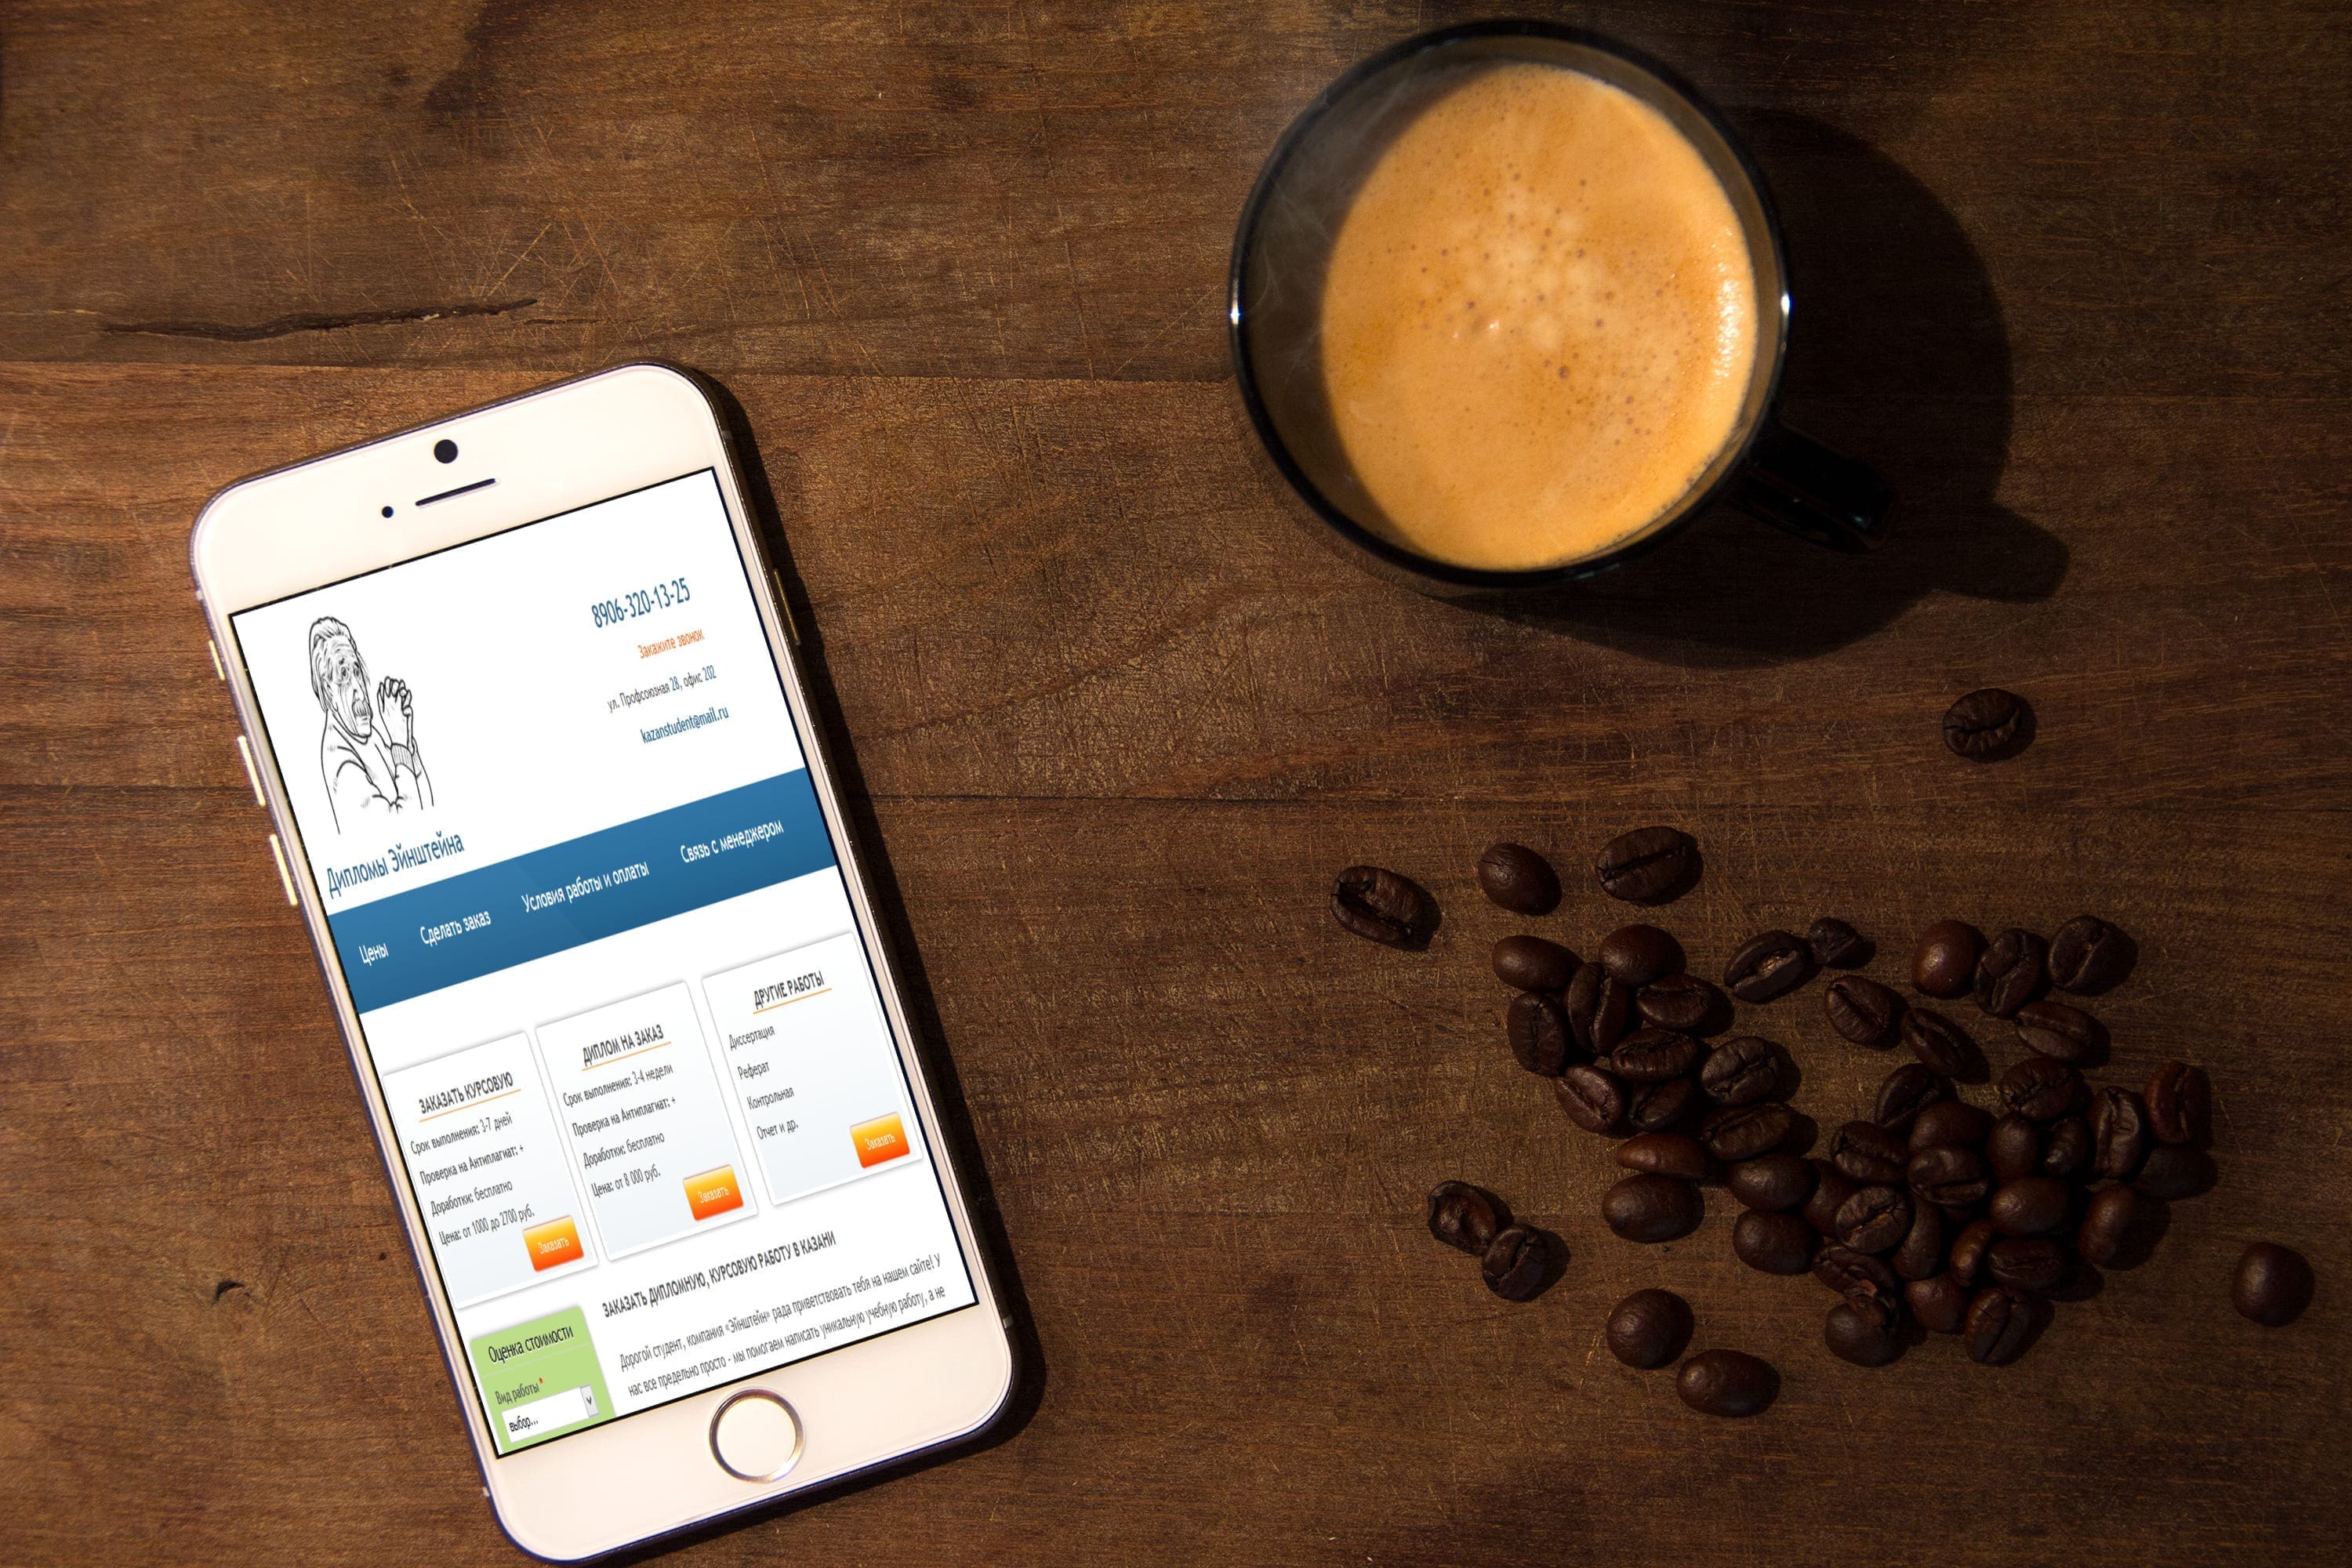 8906-320-13-25
Закажите звонок
ул. Профсоюзная 28, офис 202
kazanstudent@mail.ru
Дипломы Эйнштейна
Цены
Сделать заказ
Условия работы и оплаты
Связь с менеджером
ЗАКАЗАТЬ КУРСОВУЮ
Срок выполнения: 3-7 дней
Проверка на Антиплагиат: +
Доработки: бесплатно
Цена: от 1000 до 2700 руб.
Заказать
ДИПЛОМ НА ЗАКАЗ
Срок выполнения: 3-4 недели
Проверка на Антиплагиат: +
Доработки: бесплатно
Цена: от 8 000 руб.
Заказать
ДРУГИЕ РАБОТЫ
Диссертация
Реферат
Контрольная
Отчет и др.
Заказать
Оценка стоимости
Вид работы *
выбор...
ЗАКАЗАТЬ ДИПЛОМНУЮ, КУРСОВУЮ РАБОТУ В КАЗАНИ
Дорогой студент, компания «Эйнштейн» рада приветствовать тебя на нашем сайте! У
нас все предельно просто - мы помогаем написать уникальную учебную работу, а не